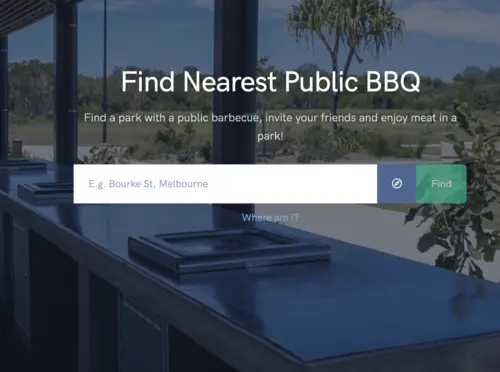 Find Nearest Public BBQ
Find a park with a public barbecue, invite your friends and enjoy meat in a
park!
E.g. Bourke St, Melbourne
Find
Where am I?